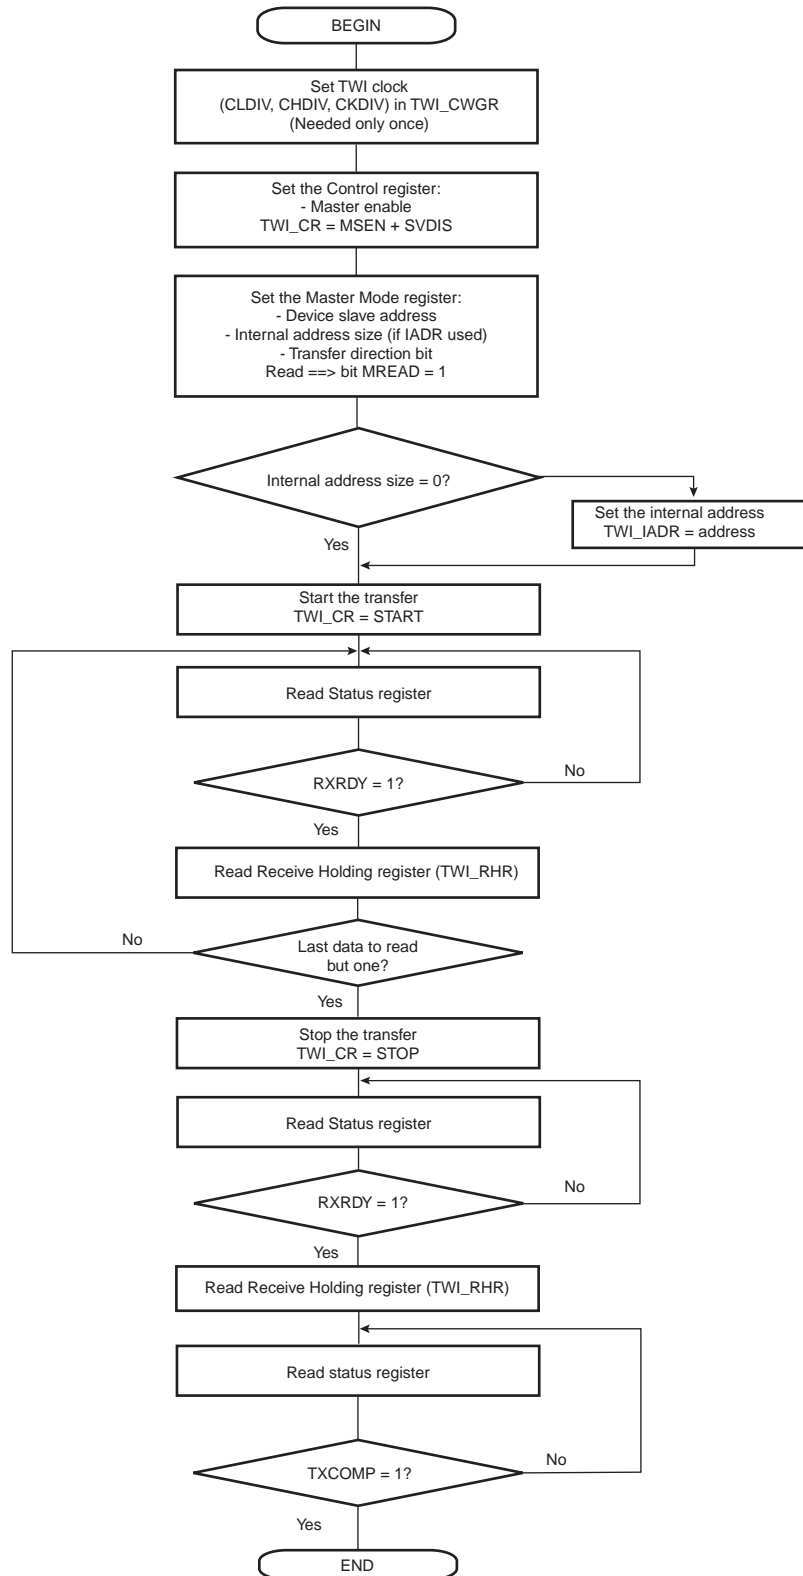 BEGIN
Set TWI clock
(CLDIV, CHDIV, CKDIV) in TWI_CWGR
(Needed only once)
Set the Control register:
- Master enable
TWI_CR = MSEN + SVDIS
Set the Master Mode register:
- Device slave address
- Internal address size (if IADR used)
- Transfer direction bit
Read ==> bit MREAD = 1
Internal address size = 0?
Set the internal address
TWI_IADR = address
Yes
Start the transfer
TWI_CR = START
Read Status register
RXRDY = 1?
No
Yes
Read Receive Holding register (TWI_RHR)
No
Last data to read
but one?
Yes
Stop the transfer
TWI_CR = STOP
Read Status register
RXRDY = 1?
No
Yes
Read Receive Holding register (TWI_RHR)
Read status register
TXCOMP = 1?
No
Yes
END